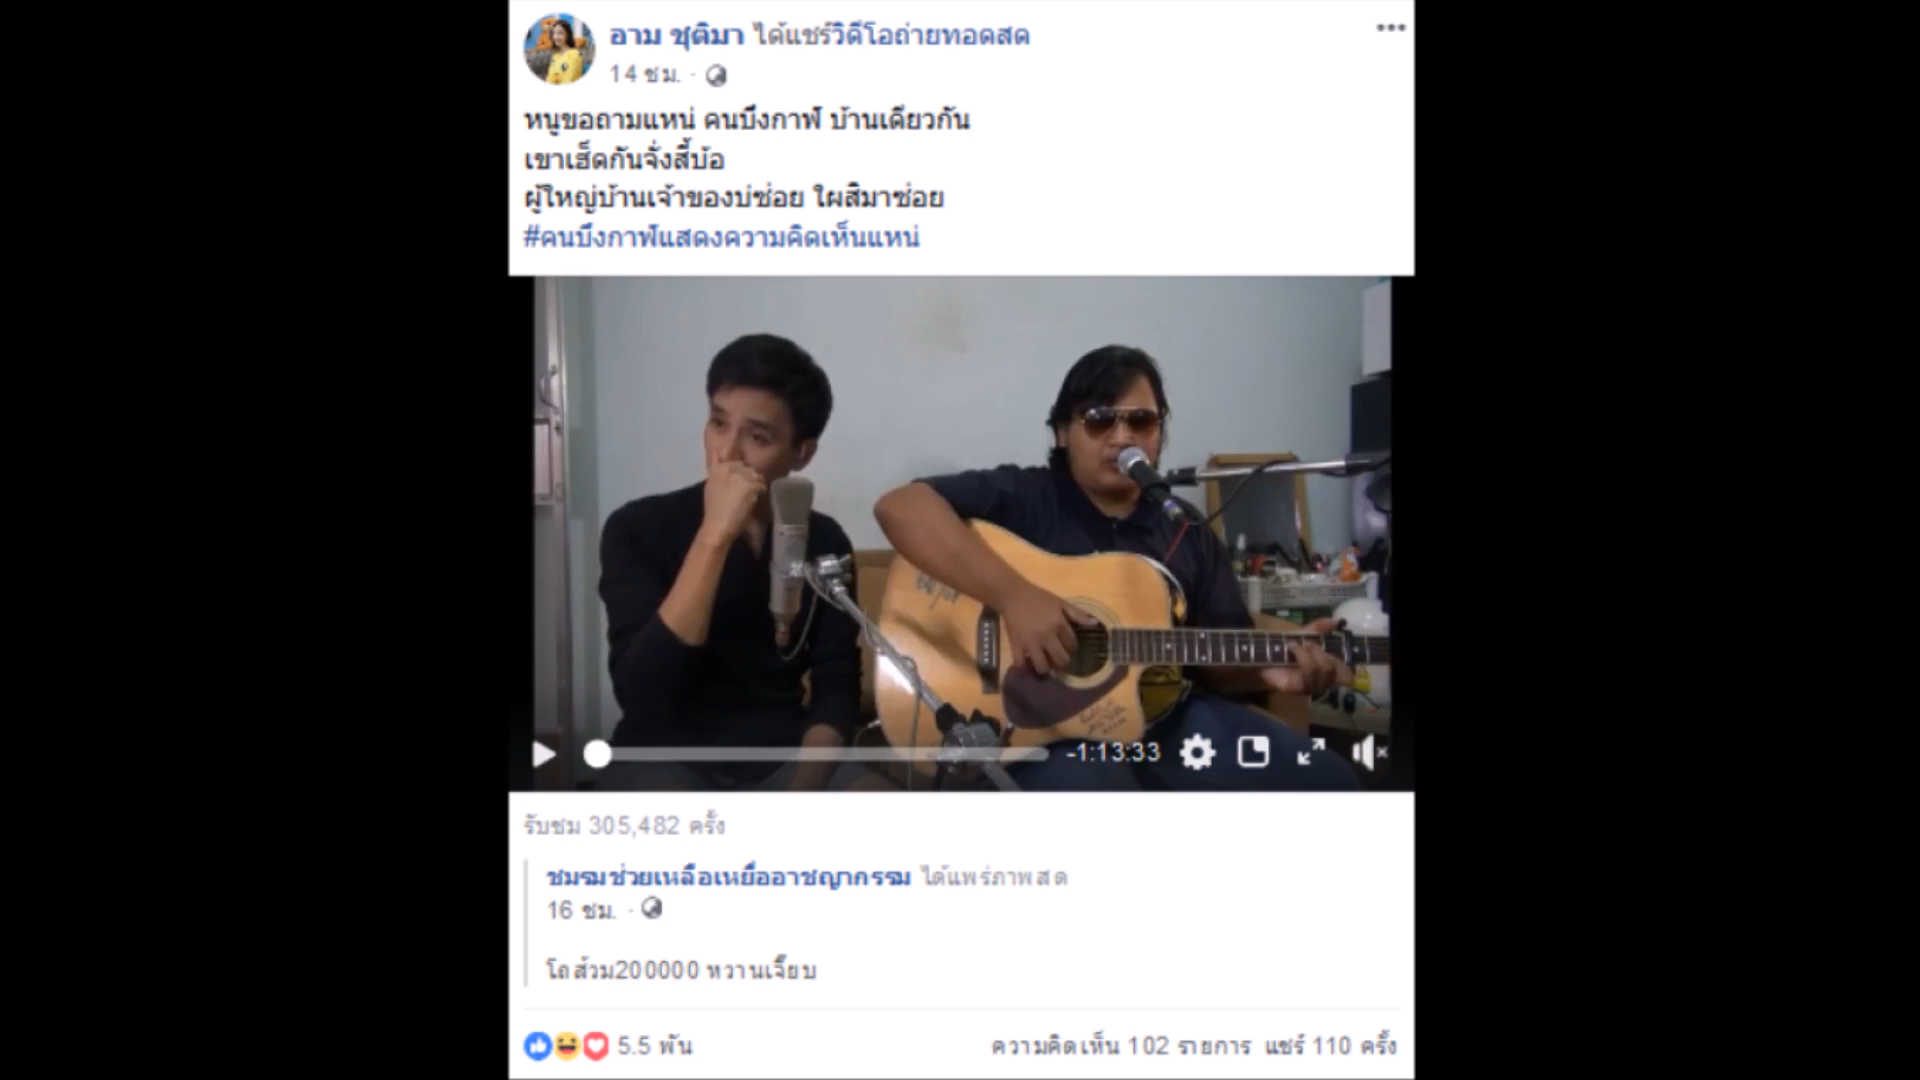 อาม ชุติมา ได้แชร์วิดีโอถ่ายทอดสด
14 ชม. ·
หนูขอถามแหน่ คนบึงกาฬ บ้านเดียวกัน
เขาเฮ็ดกันจั่งสี้บ้อ
ผู้ใหญ่บ้านเจ้าของบ่ซ่อย ใผสิมาซ่อย
#คนบึงกาฬแสดงความคิดเห็นแหน่
-1:13:33
รับชม 305,482 ครั้ง
ชมรมช่วยเหลือเหยื่ออาชญากรรม ได้แพร่ภาพสด
16 ชม. ·
โถส้วม200000 หวานเจี๊ยบ
5.5 พัน
ความคิดเห็น 102 รายการ แชร์ 110 ครั้ง